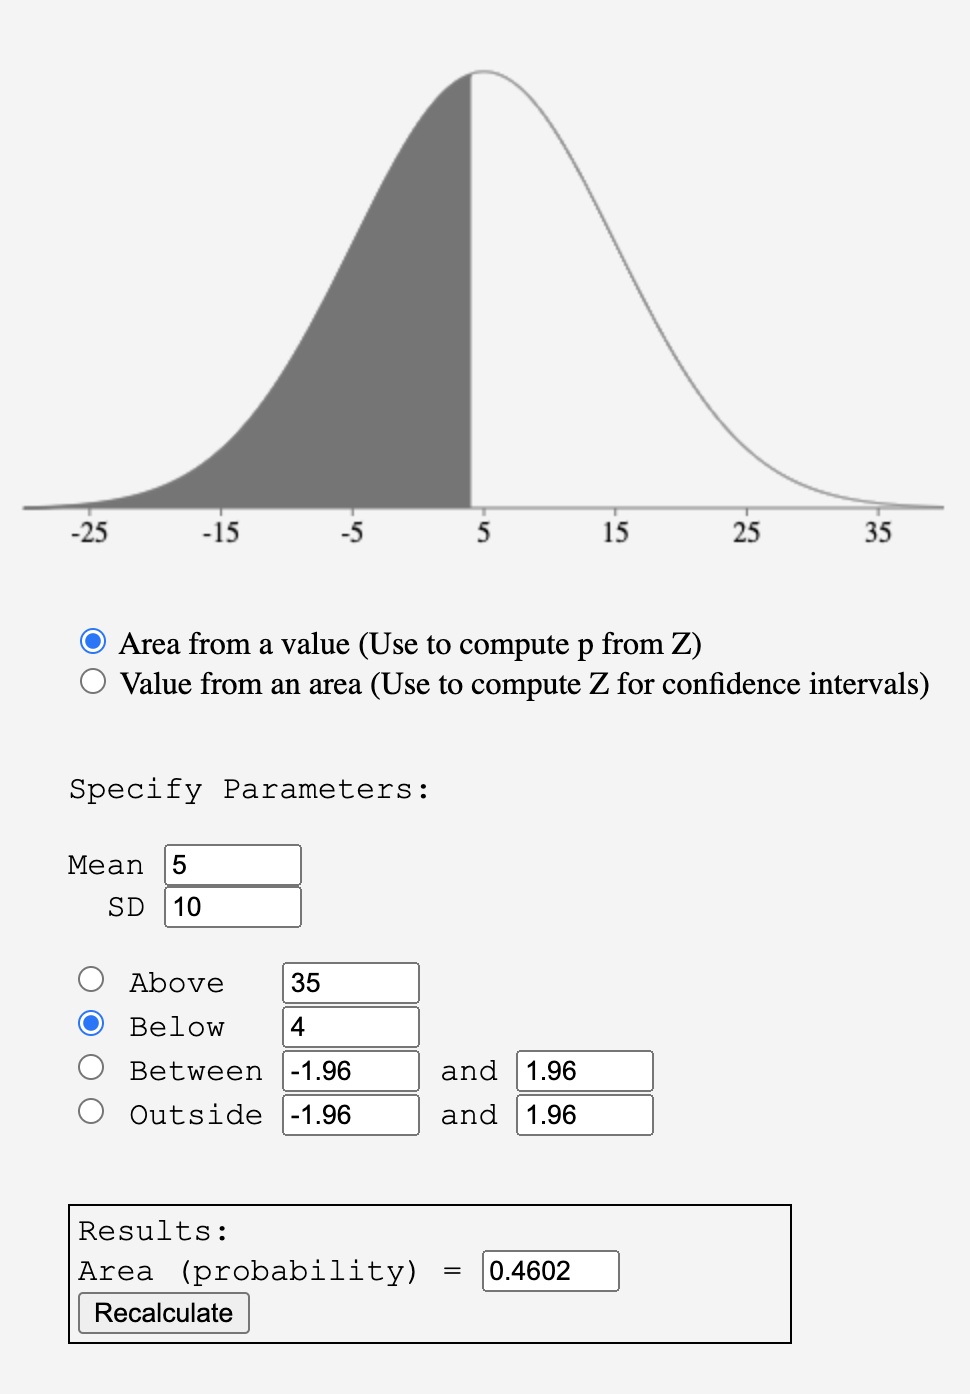 -25 -15 -5 5 15 25 35
Area from a value (Use to compute p from Z)
Value from an area (Use to compute Z for confidence intervals)
Specify Parameters:
Mean 5
SD 10
Above 35
Below 4
Between -1.96 and 1.96
Outside -1.96 and 1.96
Results:
Area (probability) = 0.4602
Recalculate